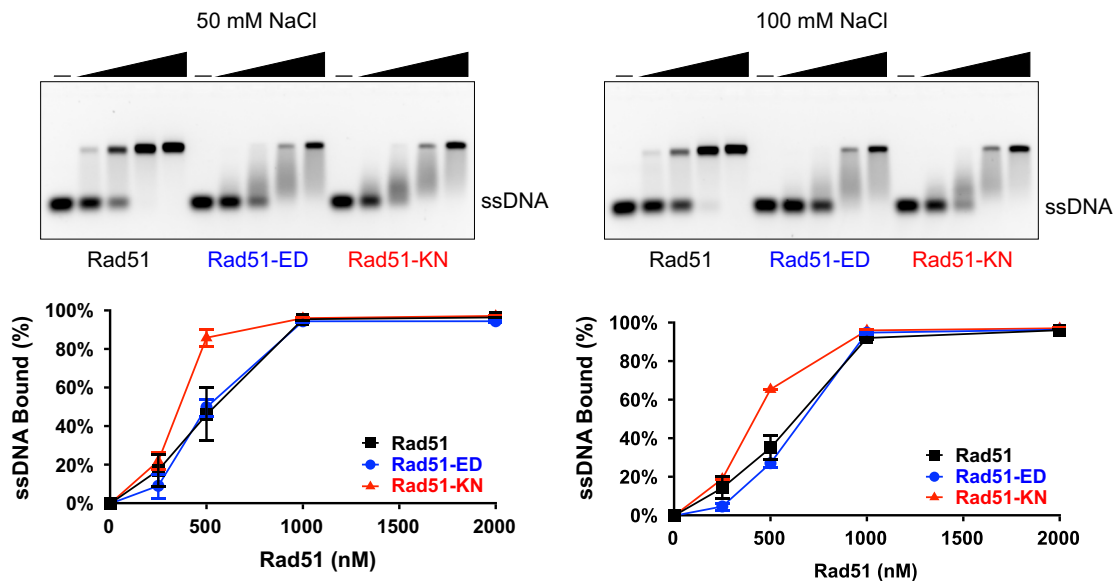 50 mM NaCl
ssDNA
Rad51 Rad51-ED Rad51-KN
ssDNA Bound (%)
100%
80%
60%
40%
20%
0%
Rad51
Rad51-ED
Rad51-KN
0 500 1000 1500 2000
Rad51 (nM)
100 mM NaCl
ssDNA
Rad51 Rad51-ED Rad51-KN
ssDNA Bound (%)
100%
80%
60%
40%
20%
0%
Rad51
Rad51-ED
Rad51-KN
0 500 1000 1500 2000
Rad51 (nM)